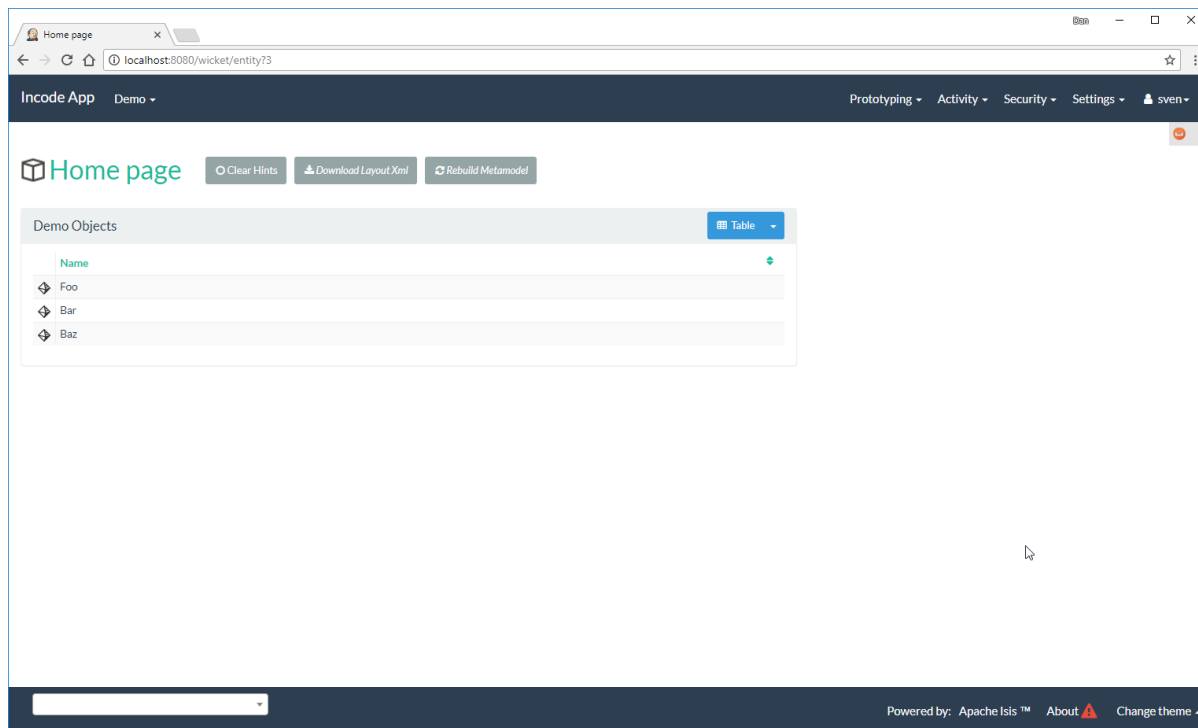 Home page
Dan
localhost:8080/wicket/entity?3
Incode App Demo Prototyping Activity Security Settings sven
Home page Clear Hints Download Layout Xml Rebuild Metamodel
Demo Objects Table
Name
Foo
Bar
Baz
Powered by: Apache Isis ™ About Change theme